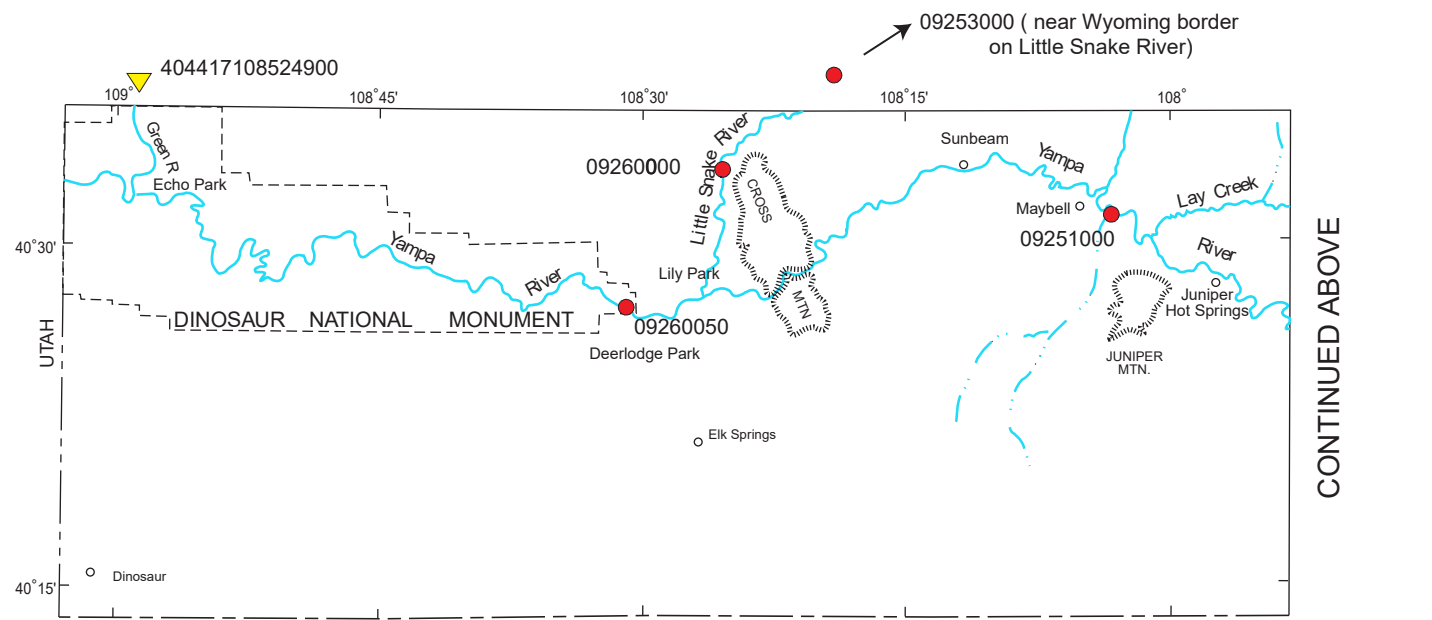 09253000 ( near Wyoming border
on Little Snake River)
404417108524900
109°
108°45'
108°30'
108°15'
108°
Green R
Echo Park
09260000
Little Snake River
CROSS
MTN
Sunbeam
Yampa
Maybell
09251000
Lay Creek
River
Juniper
Hot Springs
JUNIPER
MTN.
40°30'
Yampa
River
Lily Park
DINOSAUR NATIONAL MONUMENT
09260050
Deerlodge Park
UTAH
Elk Springs
40°15'
Dinosaur
CONTINUED ABOVE